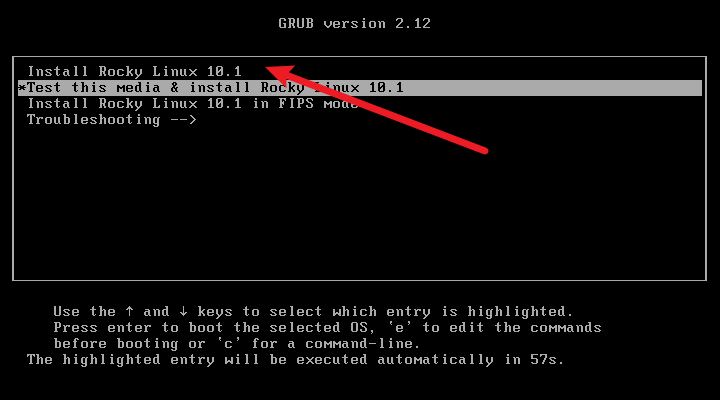 GRUB version 2.12
Install Rocky Linux 10.1
*Test this media & install Rocky Linux 10.1
Install Rocky Linux 10.1 in FIPS mode
Troubleshooting -->
Use the ↑ and ↓ keys to select which entry is highlighted.
Press enter to boot the selected OS, `e' to edit the commands
before booting or `c' for a command-line.
The highlighted entry will be executed automatically in 57s.